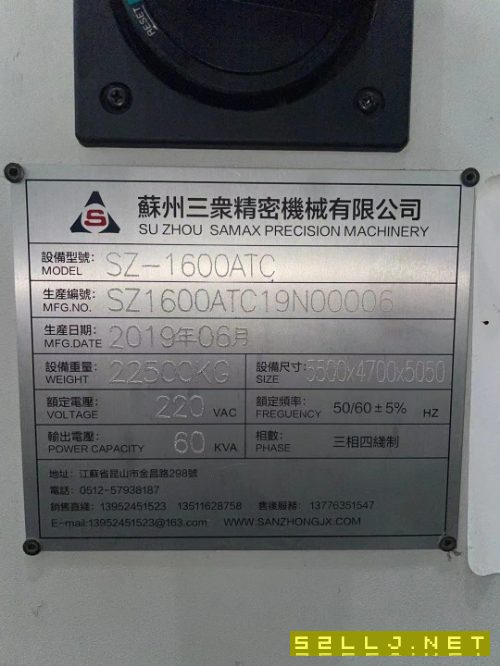 RESET
S
蘇州三衆精密機械有限公司
SU ZHOU SAMAX PRECISION MACHINERY
設備型號: SZ-1600ATC
MODEL
生産編號: SZ1600ATC19N00006
MFG.NO.
生産日期: 2019年06月
MFG.DATE
設備重量: 22500KG 設備尺寸: 5500x4700x5050
WEIGHT SIZE
額定電壓: 220 VAC 額定頻率: 50/60±5% HZ
VOLTAGE FREGUENCY
輸出電壓: 60 KVA 相數: 三相四綫制
POWER CAPACITY PHASE
地址: 江蘇省昆山市金昌路298號
電話: 0512-57938187
銷售直綫: 13952451523 13511628758 售後服務: 13776351547
E-mail:13952451523@163.com WWW.SANZHONGJX.COM
S2LLJ.NET